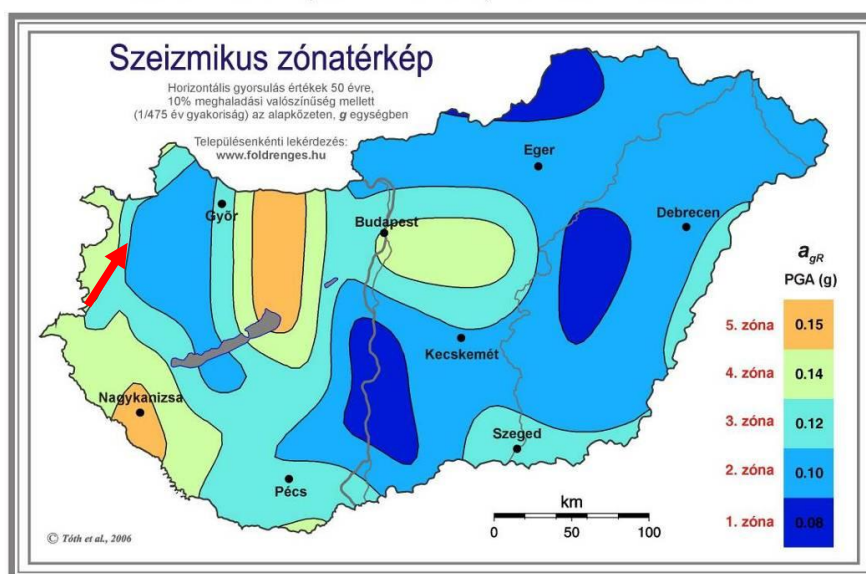 Szeizmikus zónatérkép
Horizontális gyorsulás értékek 50 évre,
10% meghaladási valószínűség mellett
(1/475 év gyakoriság) az alapkőzeten, g egységben
Településenkénti lekérdezés:
www.foldrenges.hu
Eger
Győr
Budapest
Debrecen
Kecskemét
Nagykanizsa
Szeged
Pécs
agR
PGA (g)
5. zóna 0.15
4. zóna 0.14
3. zóna 0.12
2. zóna 0.10
1. zóna 0.08
km
0 50 100
© Tóth et al., 2006